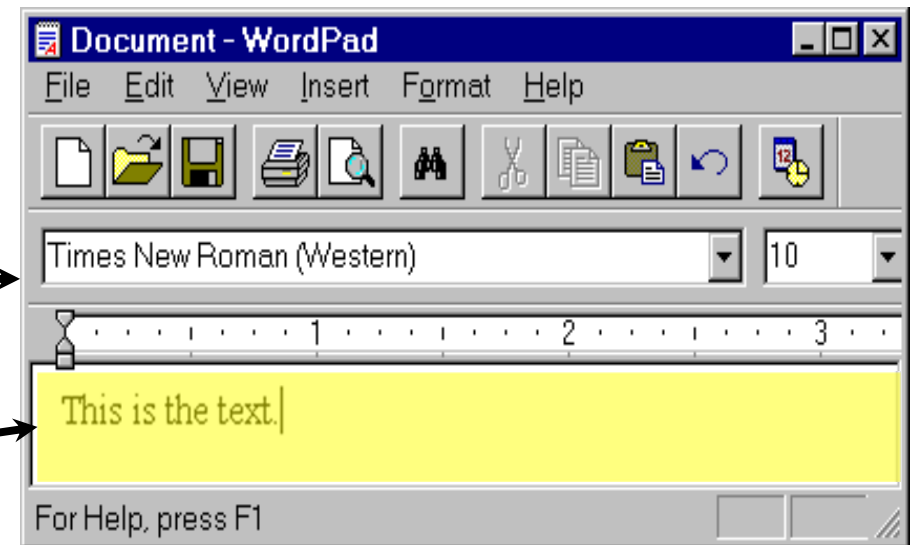 Document - WordPad
File Edit View Insert Format Help
12
Times New Roman (Western) 10
1 2 3
This is the text.
For Help, press F1